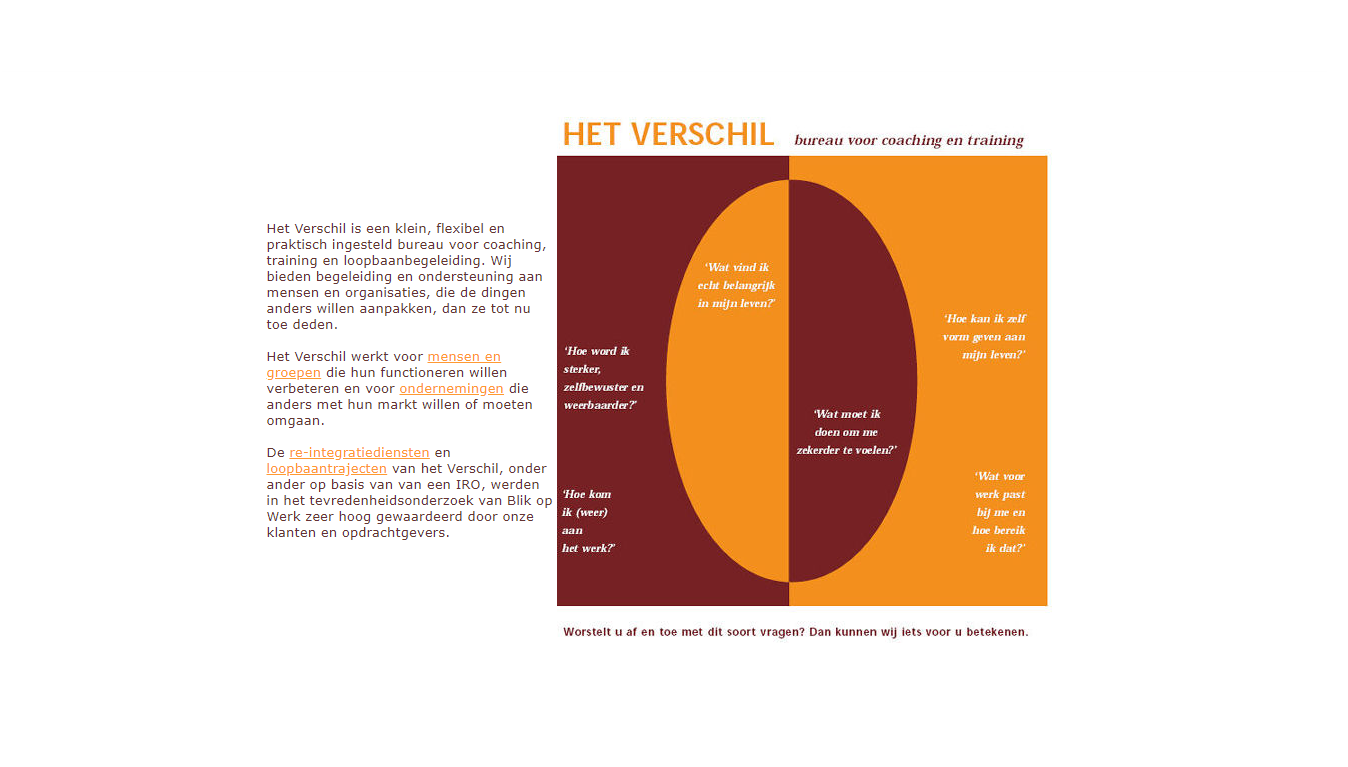 HET VERSCHIL bureau voor coaching en training
Het Verschil is een klein, flexibel en
praktisch ingesteld bureau voor coaching,
training en loopbaanbegeleiding. Wij
bieden begeleiding en ondersteuning aan
mensen en organisaties, die de dingen
anders willen aanpakken, dan ze tot nu
toe deden.
Het Verschil werkt voor mensen en
groepen die hun functioneren willen
verbeteren en voor ondernemingen die
anders met hun markt willen of moeten
omgaan.
De re-integratiediensten en
loopbaantrajecten van het Verschil, onder
ander op basis van van een IRO, werden
in het tevredenheidsonderzoek van Blik op
Werk zeer hoog gewaardeerd door onze
klanten en opdrachtgevers.
‘Wat vind ik
echt belangrijk
in mijn leven?’
‘Hoe word ik
sterker,
zelfbewuster en
weerbaarder?’
‘Hoe kom
ik (weer)
aan
het werk?’
‘Wat moet ik
doen om me
zekerder te voelen?’
‘Hoe kan ik zelf
vorm geven aan
mijn leven?’
‘Wat voor
werk past
bij me en
hoe bereik
ik dat?’
Worstelt u af en toe met dit soort vragen? Dan kunnen wij iets voor u betekenen.